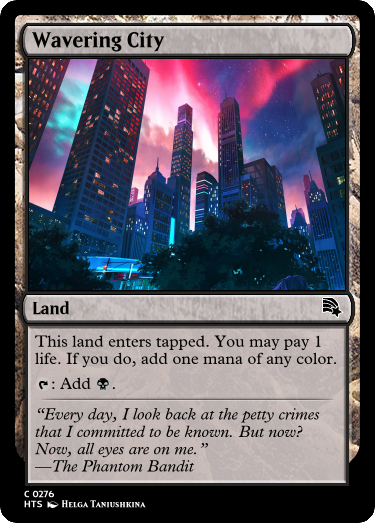 Wavering City
Land
This land enters tapped. You may pay 1
life. If you do, add one mana of any color.
: Add .
“Every day, I look back at the petty crimes
that I committed to be known. But now?
Now, all eyes are on me.”
—The Phantom Bandit
C 0276
HTS Helga Taniushkina